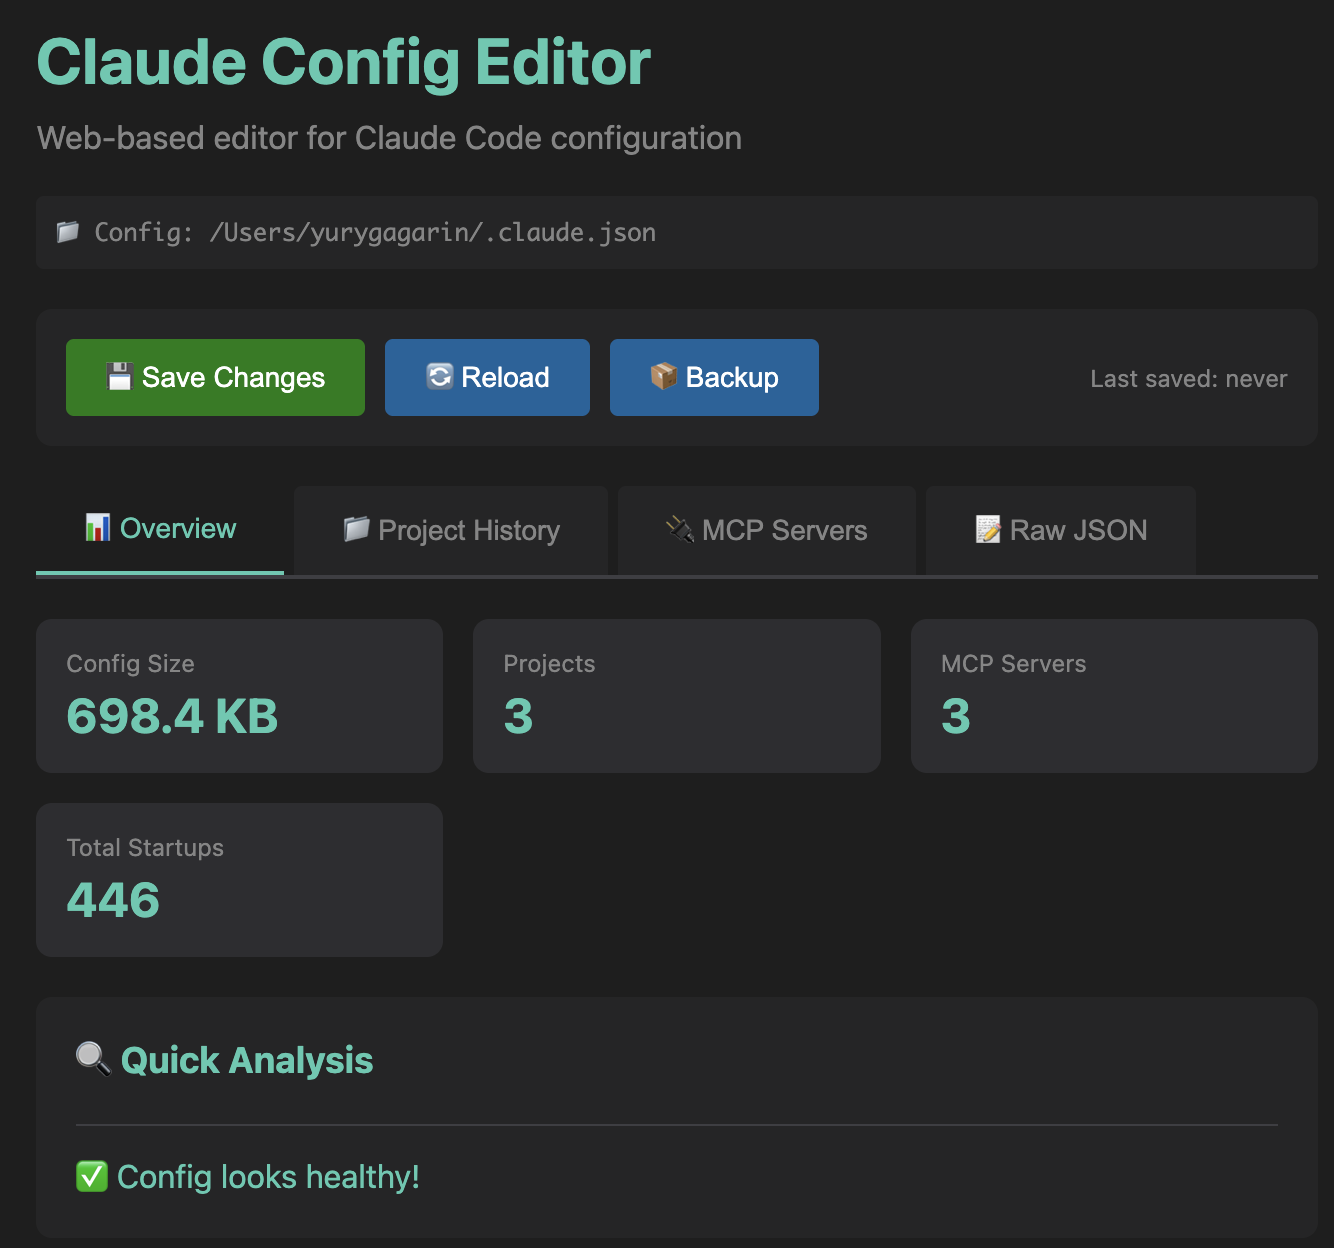 Claude Config Editor
Web-based editor for Claude Code configuration
📁 Config: /Users/yurygagarin/.claude.json
💾 Save Changes
🔄 Reload
📦 Backup
Last saved: never
📊 Overview
📁 Project History
🔌 MCP Servers
📝 Raw JSON
Config Size
698.4 KB
Projects
3
MCP Servers
3
Total Startups
446
🔍 Quick Analysis
✅ Config looks healthy!